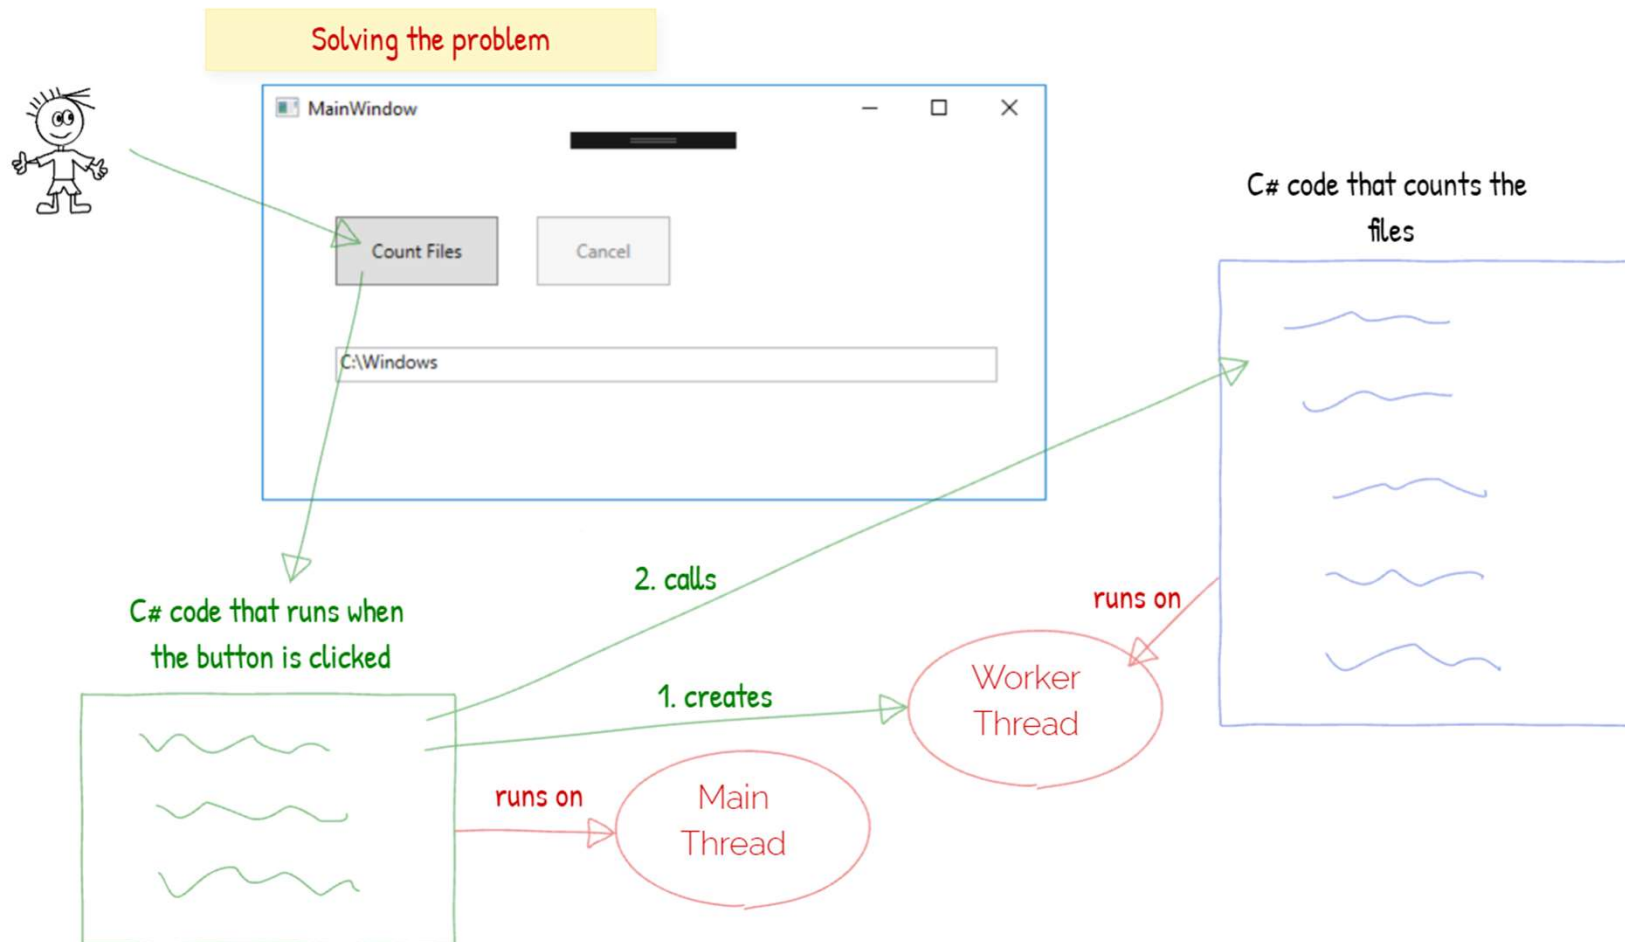 Solving the problem
MainWindow
Count Files
Cancel
C:\Windows
C# code that counts the
files
2. calls
runs on
C# code that runs when
the button is clicked
1. creates
Worker
Thread
runs on
Main
Thread